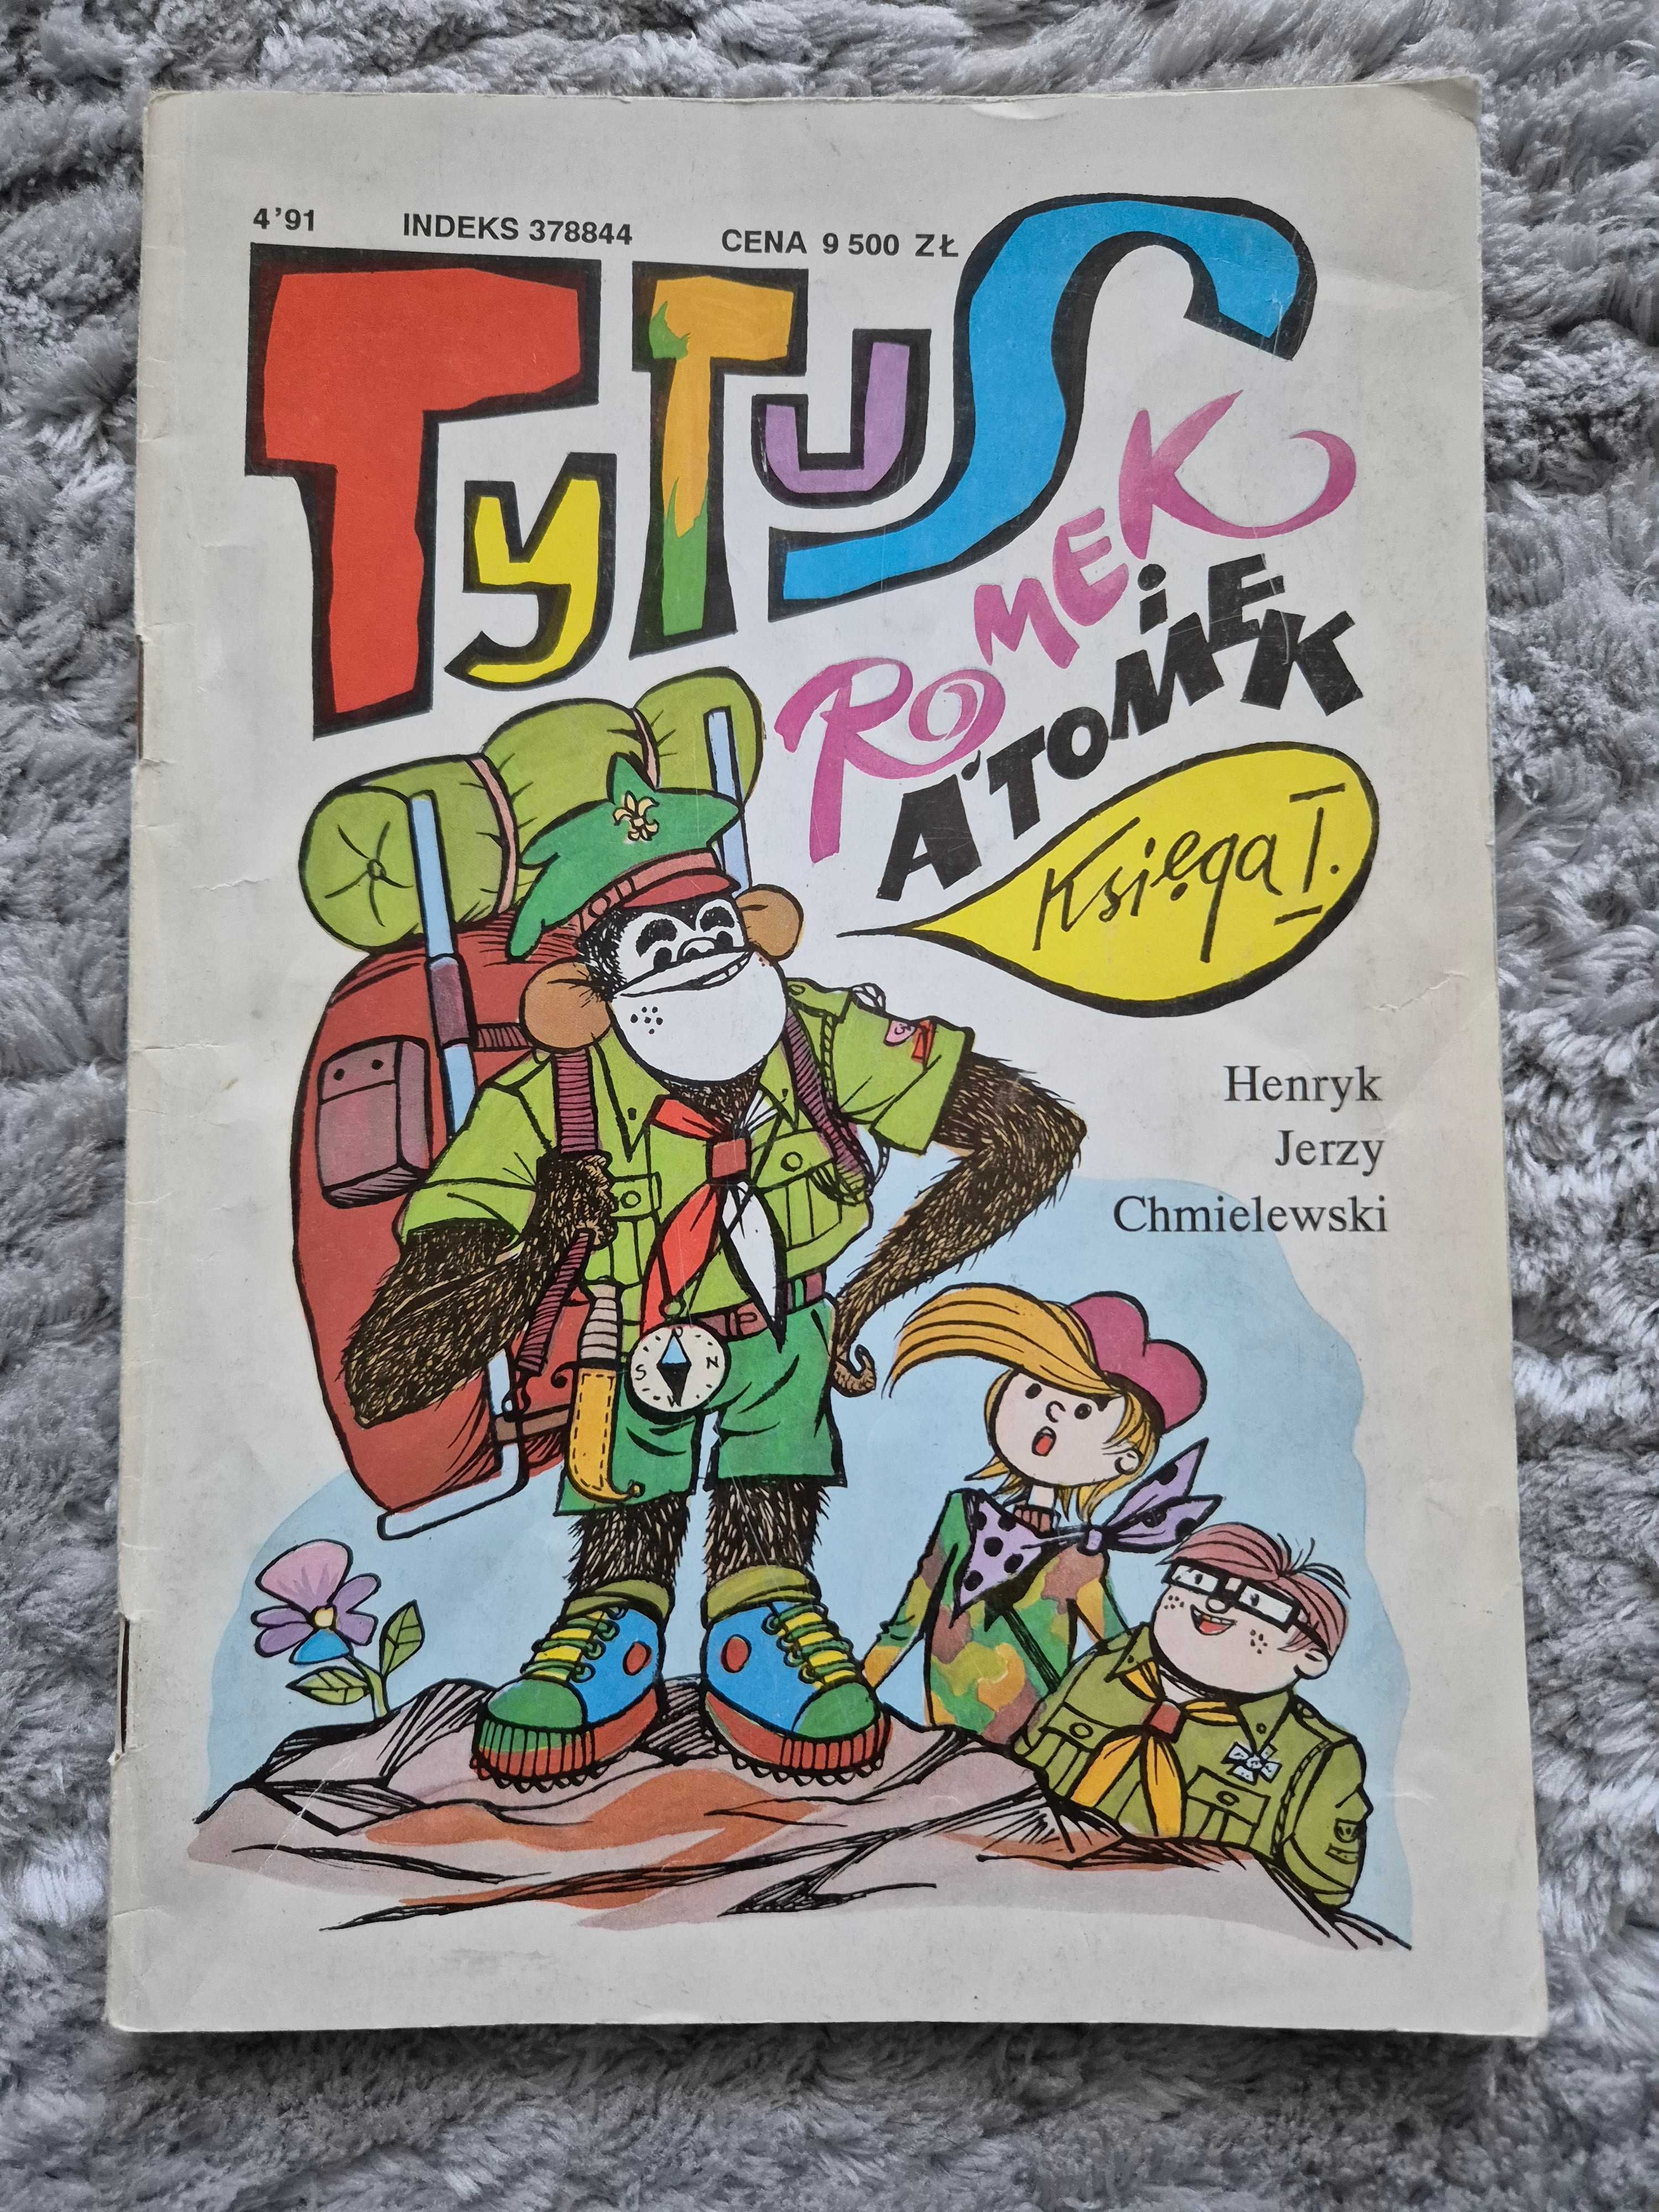 4'91 INDEKS 378844 CENA 9 500 ZŁ
TyTuS
ROMEK
i
A'TOMEK
Księga I.
Henryk
Jerzy
Chmielewski
S N